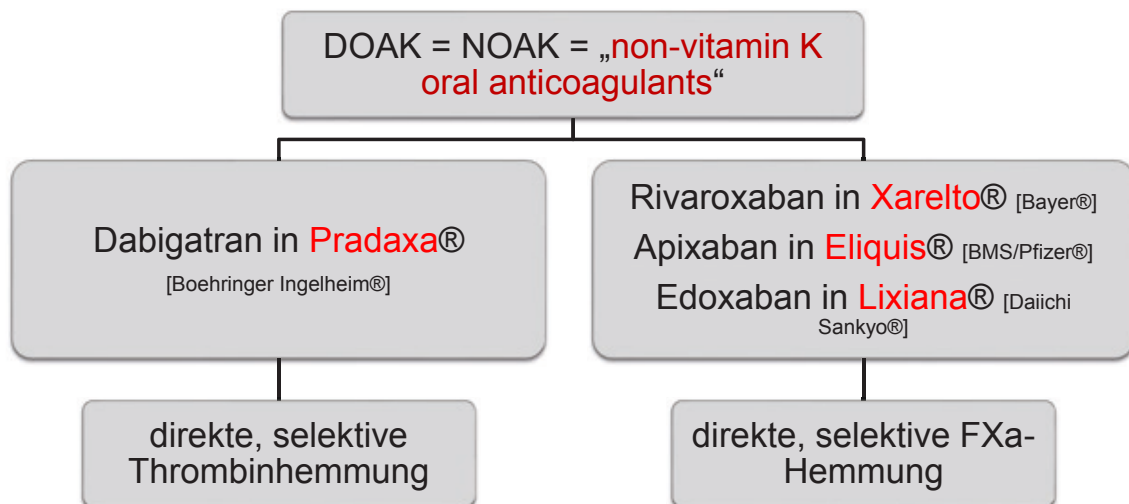 DOAK = NOAK = „non-vitamin K
oral anticoagulants“
Dabigatran in Pradaxa®
[Boehringer Ingelheim®]
Rivaroxaban in Xarelto® [Bayer®]
Apixaban in Eliquis® [BMS/Pfizer®]
Edoxaban in Lixiana® [Daiichi
Sankyo®]
direkte, selektive
Thrombinhemmung
direkte, selektive FXa-
Hemmung